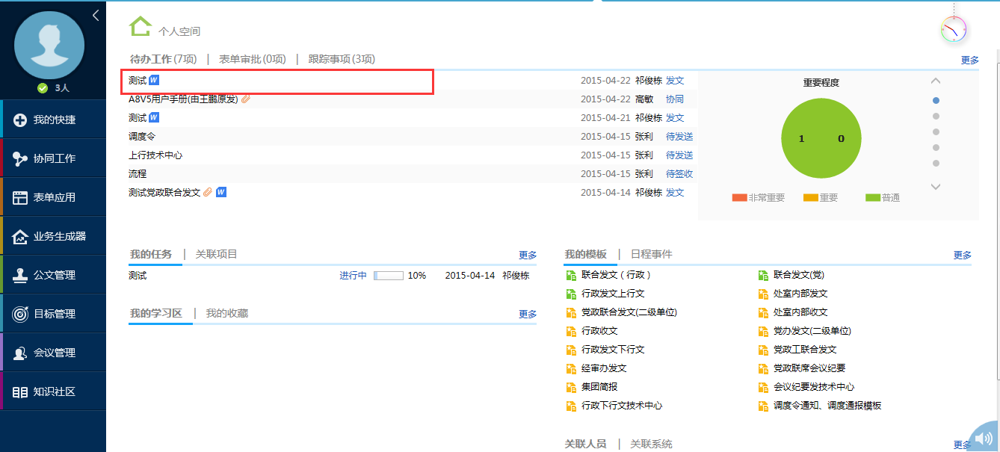 3人
我的快捷
协同工作
表单应用
业务生成器
公文管理
目标管理
会议管理
知识社区
个人空间
待办工作(7项) | 表单审批(0项) | 跟踪事项(3项) 更多
测试 W 2015-04-22 祁俊栋 发文
A8V5用户手册(由王鹏原发) 2015-04-22 高敏 协同
测试 W 2015-04-21 祁俊栋 发文
调度令 2015-04-15 张利 待发送
上行技术中心 2015-04-15 张利 待发送
流程 2015-04-15 张利 待签收
测试党政联合发文 W 2015-04-14 祁俊栋 发文
重要程度
1 0
非常重要 重要 普通
我的任务 | 关联项目 更多
测试 进行中 10% 2015-04-14 祁俊栋
我的学习区 | 我的收藏 更多
我的模板 | 日程事件 更多
联合发文（行政） 联合发文(党)
行政发文上行文 处室内部发文
党政联合发文(二级单位) 处室内部收文
行政收文 党办发文(二级单位)
行政发文下行文 党政工联合发文
经审办发文 党政联席会议纪要
集团简报 会议纪要发技术中心
行政下行文技术中心 调度令通知、调度通报模板
关联人员 | 关联系统 更多